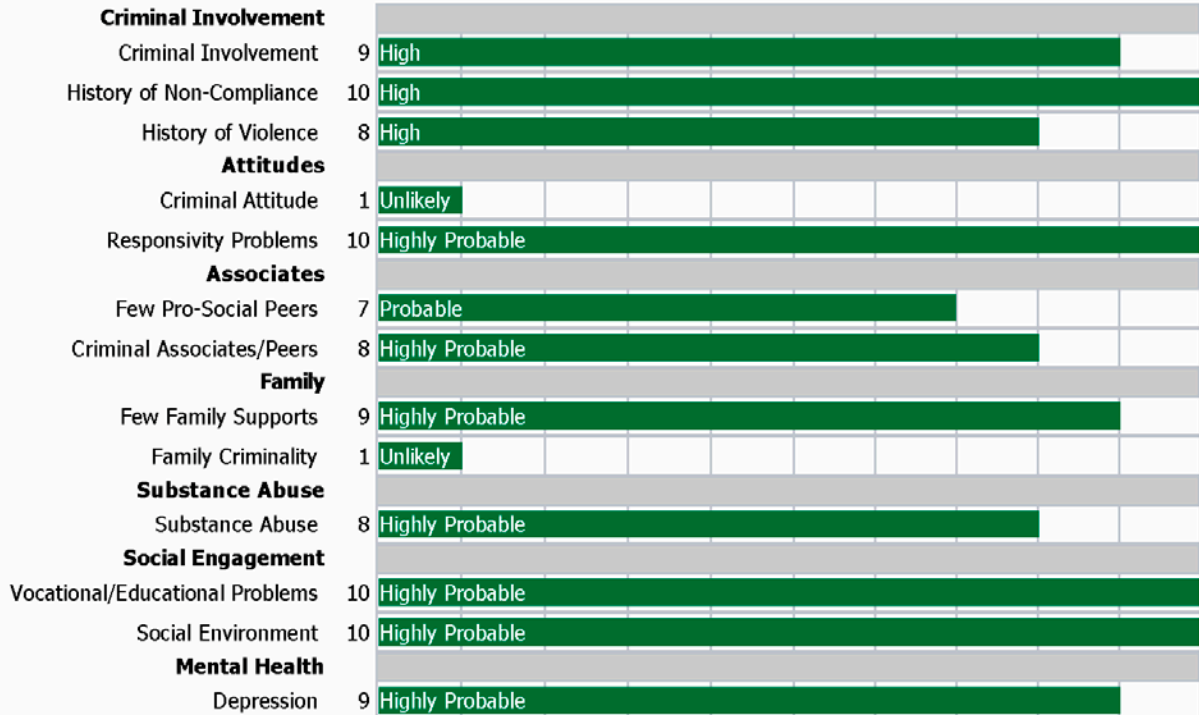 Criminal Involvement
Criminal Involvement 9 High
History of Non-Compliance 10 High
History of Violence 8 High
Attitudes
Criminal Attitude 1 Unlikely
Responsivity Problems 10 Highly Probable
Associates
Few Pro-Social Peers 7 Probable
Criminal Associates/Peers 8 Highly Probable
Family
Few Family Supports 9 Highly Probable
Family Criminality 1 Unlikely
Substance Abuse
Substance Abuse 8 Highly Probable
Social Engagement
Vocational/Educational Problems 10 Highly Probable
Social Environment 10 Highly Probable
Mental Health
Depression 9 Highly Probable